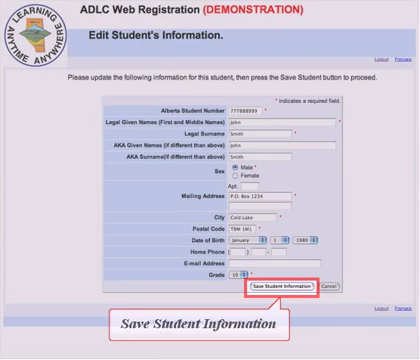 ADLC Web Registration (DEMONSTRATION)
LEARNING
ANYTIME ANYWHERE
Edit Student's Information.
Logout Français
Please update the following information for this student, then press the Save Student button to proceed.
* indicates a required field.
Alberta Student Number 777888999 *
Legal Given Names (First and Middle Names) John *
Legal Surname Smith *
AKA Given Names (if different than above) John
AKA Surname(if different than above) Smith
Sex Male *
Female
Apt:
Mailing Address P.O. Box 1234 *
City Cold Lake *
Postal Code T9M 1M1 *
Date of Birth January 1 1980 *
Home Phone ( ) -
E-mail Address
Grade 10 *
Save Student Information Cancel
Logout Français
Save Student Information